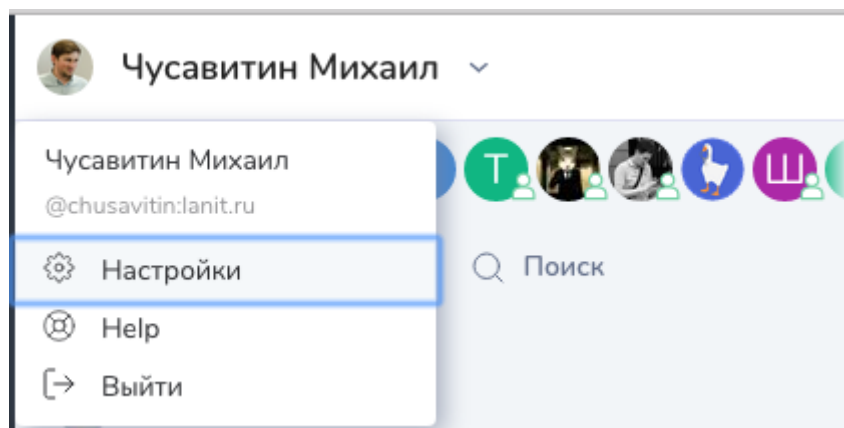 Чусавитин Михаил
Чусавитин Михаил
@chusavitin:lanit.ru
Т Ш
Настройки
Поиск
Help
Выйти